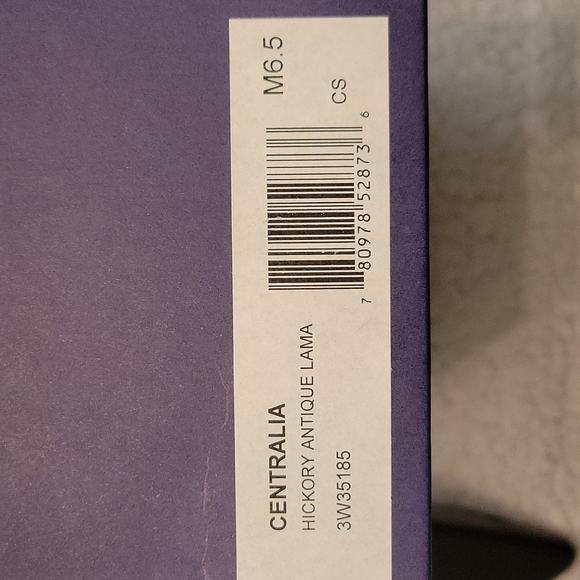 CENTRALIA
HICKORY ANTIQUE LAMA
3W35185
M6.5
CS
7 80978 52873 6